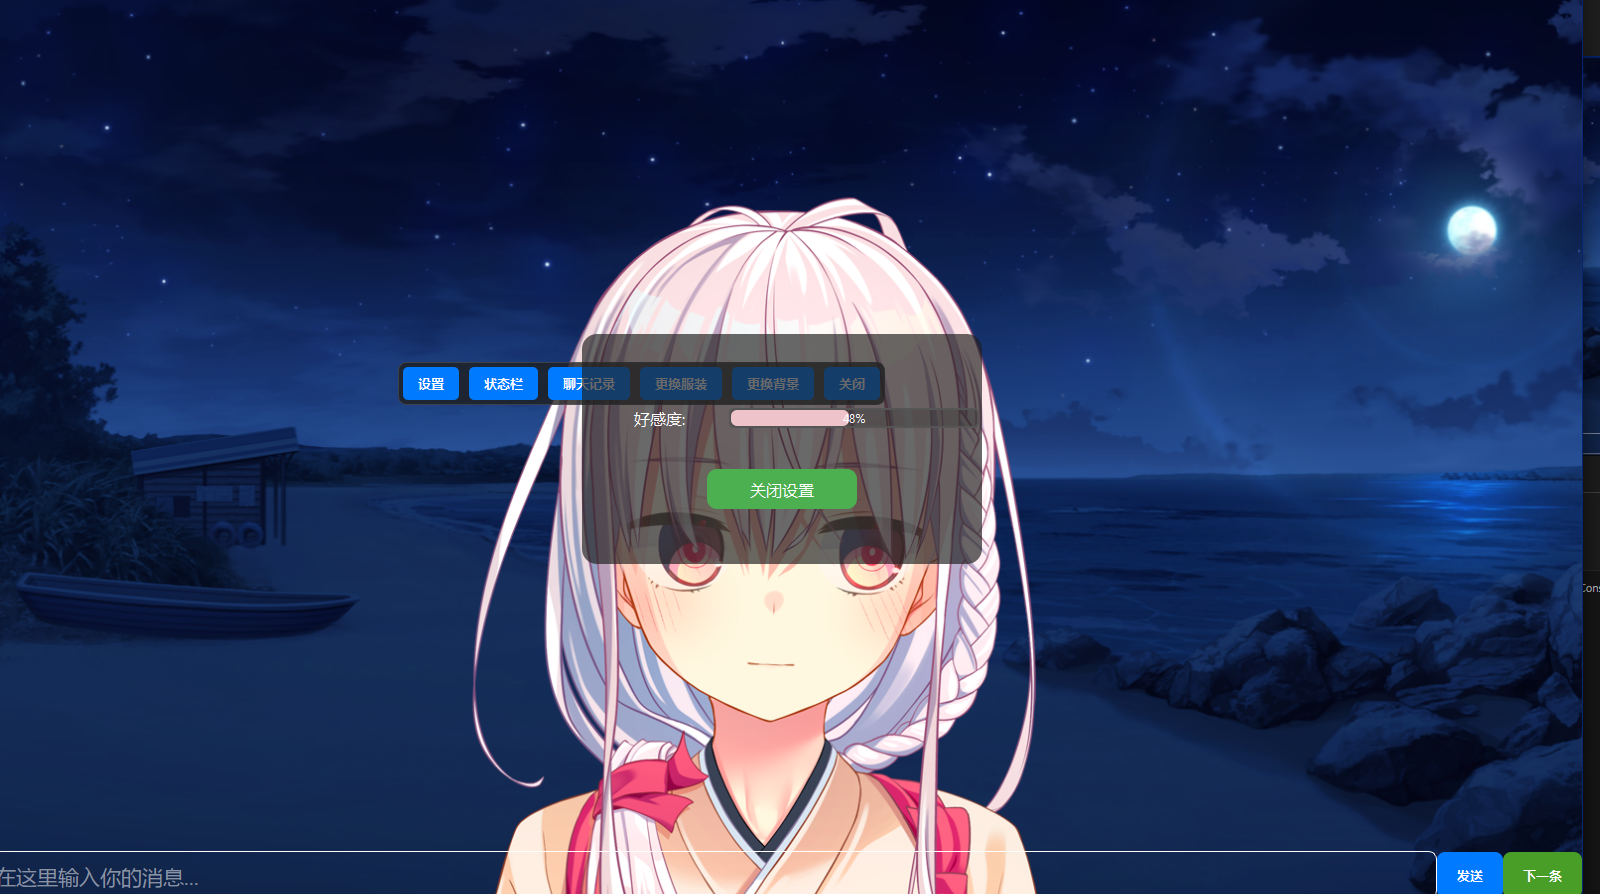 设置 状态栏 聊天记录 更换服装 更换背景 关闭
好感度: 48%
关闭设置
Cons
在这里输入你的消息... 发送 下一条